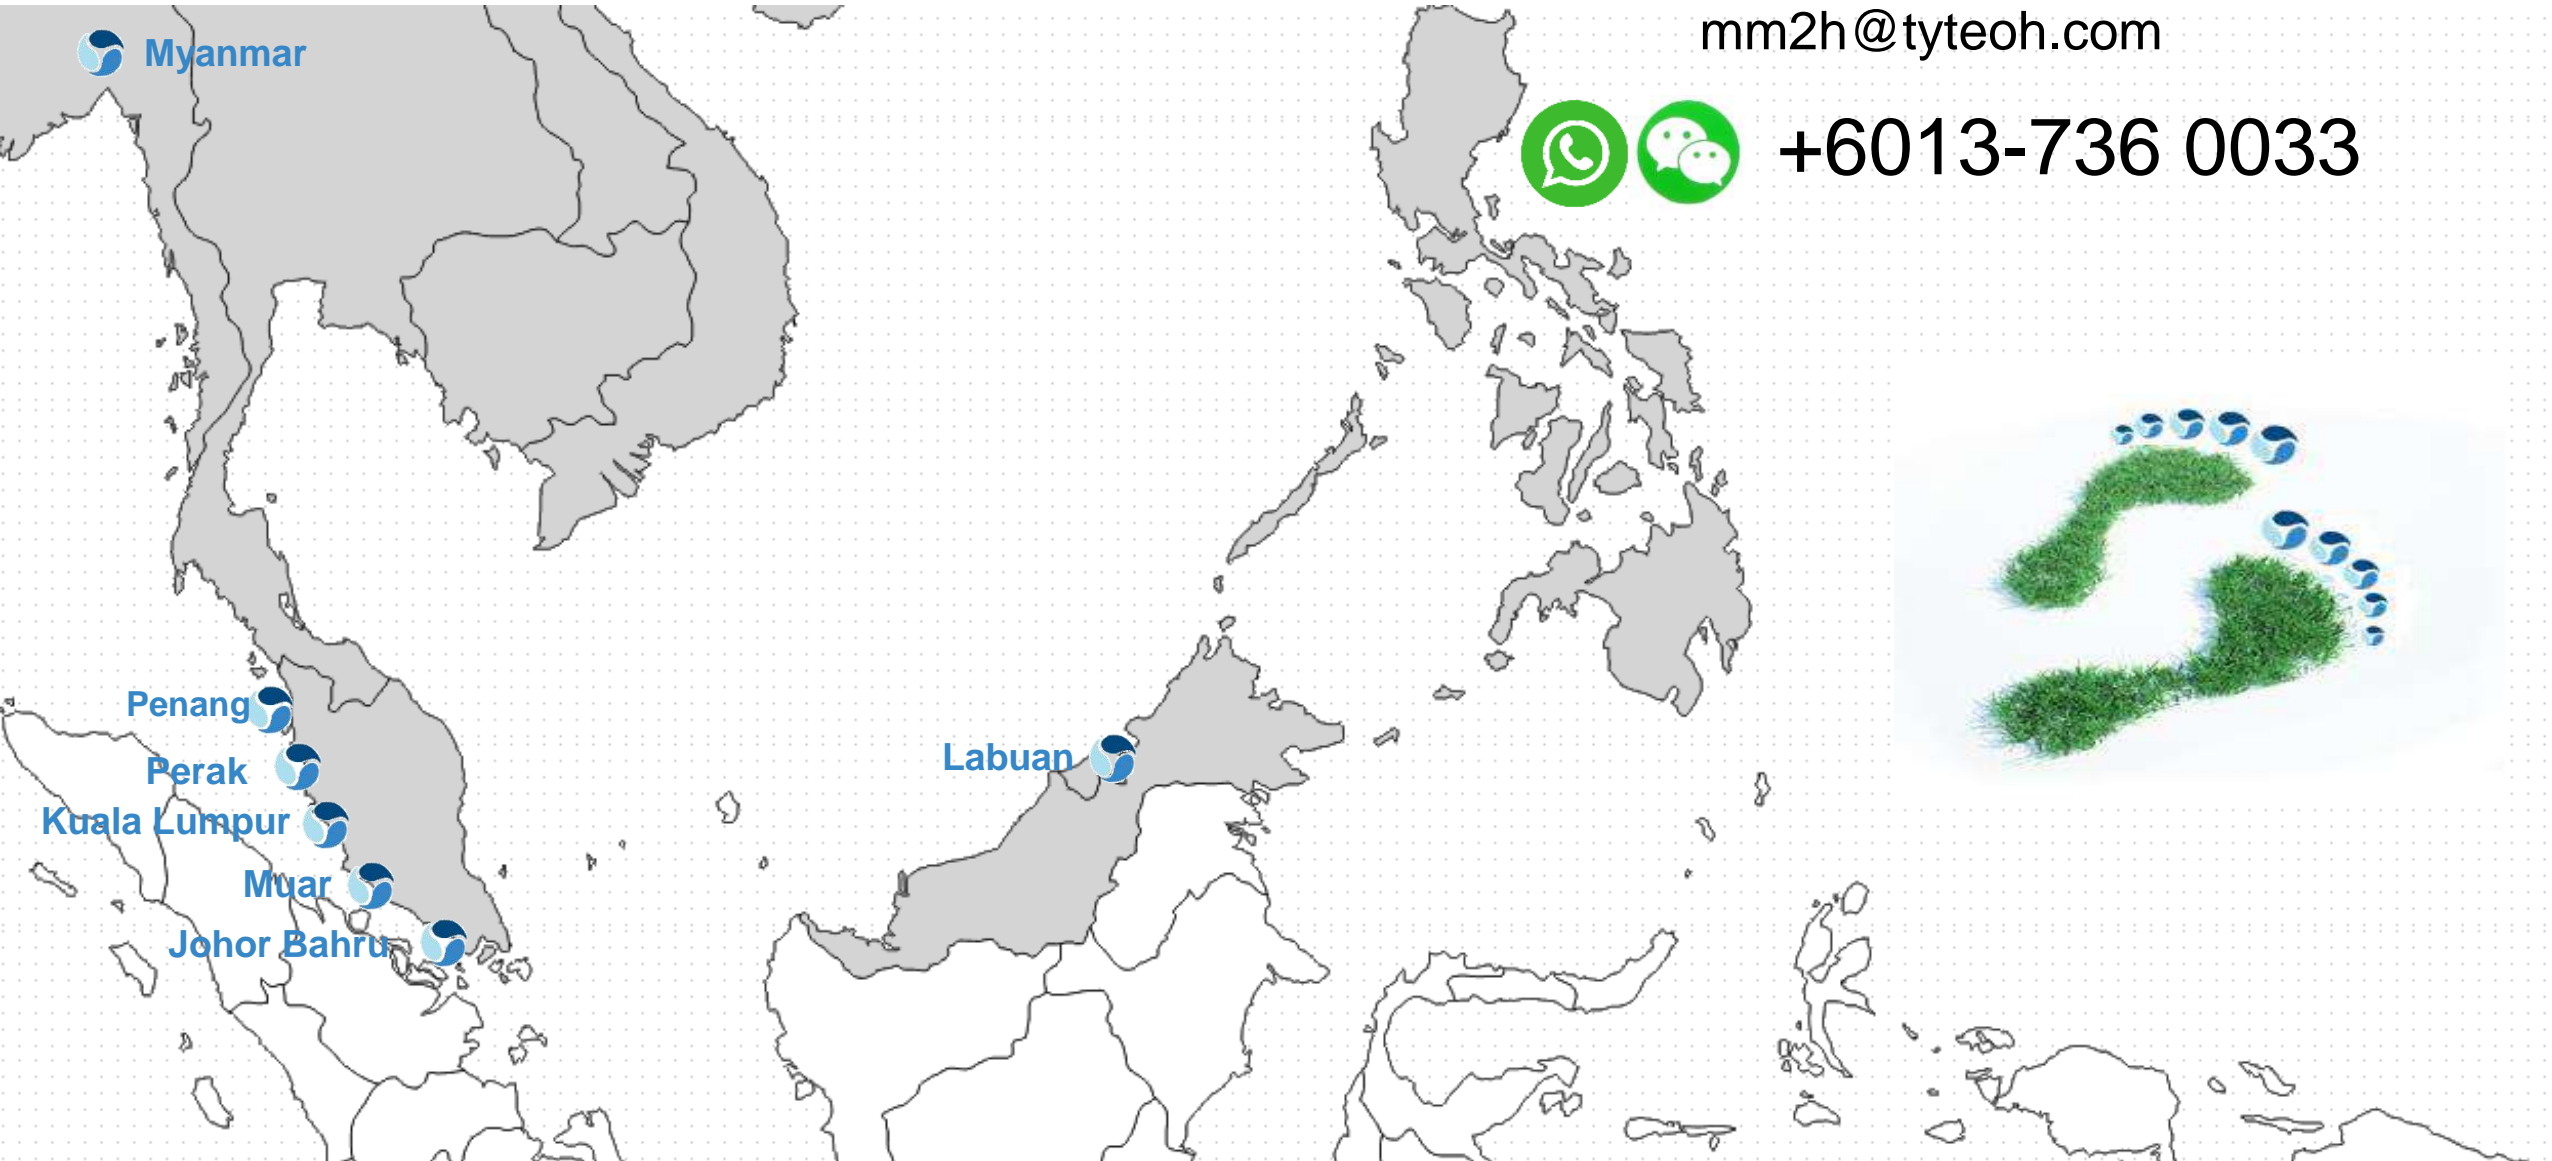 mm2h@tyteoh.com
Myanmar
+6013-736 0033
Penang
Labuan
Perak
Kuala Lumpur
Muar
Johor Bahru